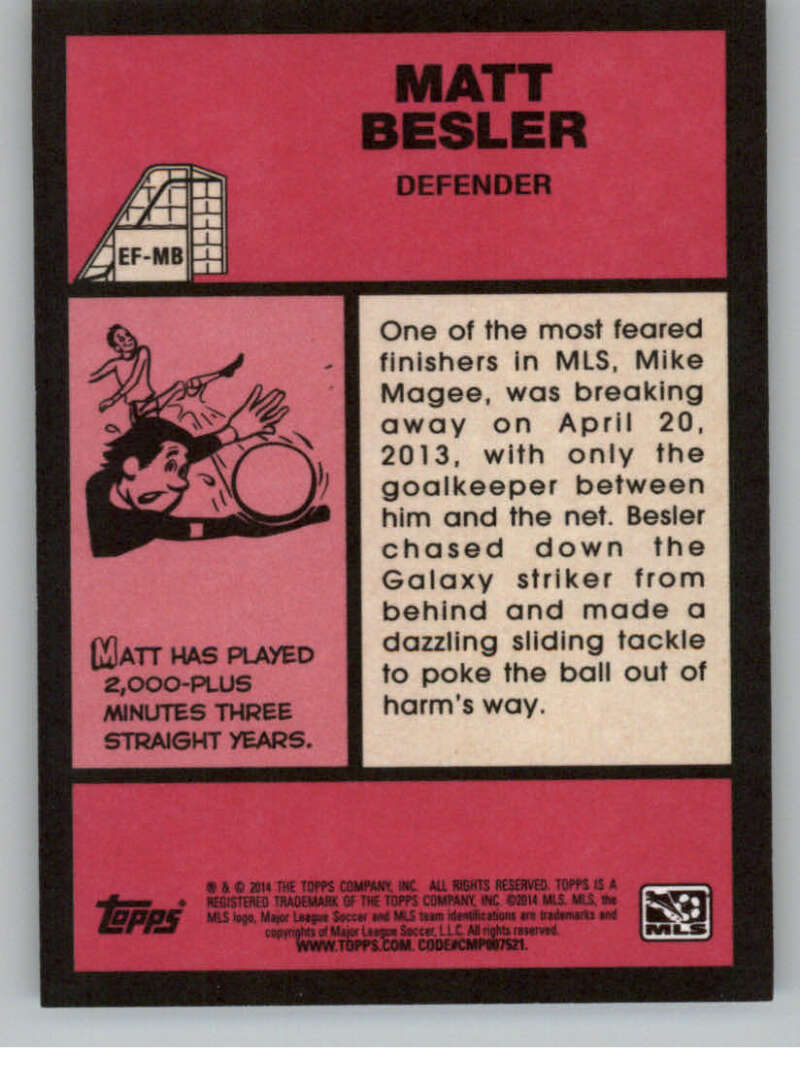 MATT
BESLER
DEFENDER
EF-MB
One of the most feared
finishers in MLS, Mike
Magee, was breaking
away on April 20,
2013, with only the
goalkeeper between
him and the net. Besler
chased down the
Galaxy striker from
behind and made a
dazzling sliding tackle
to poke the ball out of
harm's way.
MATT HAS PLAYED
2,000-PLUS
MINUTES THREE
STRAIGHT YEARS.
topps
® & © 2014 THE TOPPS COMPANY, INC. ALL RIGHTS RESERVED. TOPPS IS A
REGISTERED TRADEMARK OF THE TOPPS COMPANY, INC. ©2014 MLS. MLS, the
MLS logo, Major League Soccer and MLS team identifications are trademarks and
copyrights of Major League Soccer, L.L.C. All rights reserved.
WWW.TOPPS.COM. CODE#CMP007521.
MLS